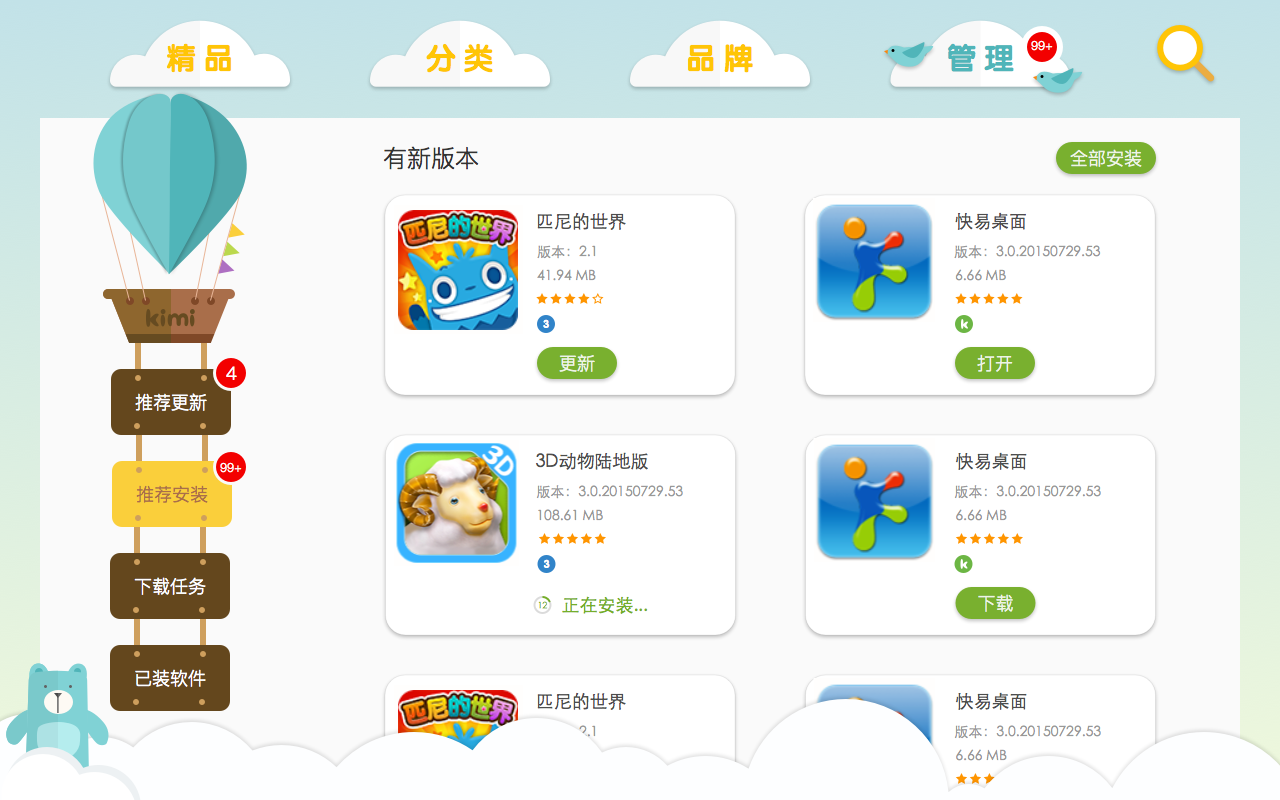 精品
分类
品牌
管理
99+
kimi
4
推荐更新
99+
推荐安装
下载任务
已装软件
有新版本
全部安装
匹尼的世界
匹尼的世界
版本：2.1
41.94 MB
3
更新
快易桌面
版本：3.0.20150729.53
6.66 MB
k
打开
3D
3D动物陆地版
版本：3.0.20150729.53
108.61 MB
3
12
正在安装...
快易桌面
版本：3.0.20150729.53
6.66 MB
k
下载
匹尼的世界
匹尼的世界
2.1
快易桌面
版本：3.0.20150729.53
6.66 MB